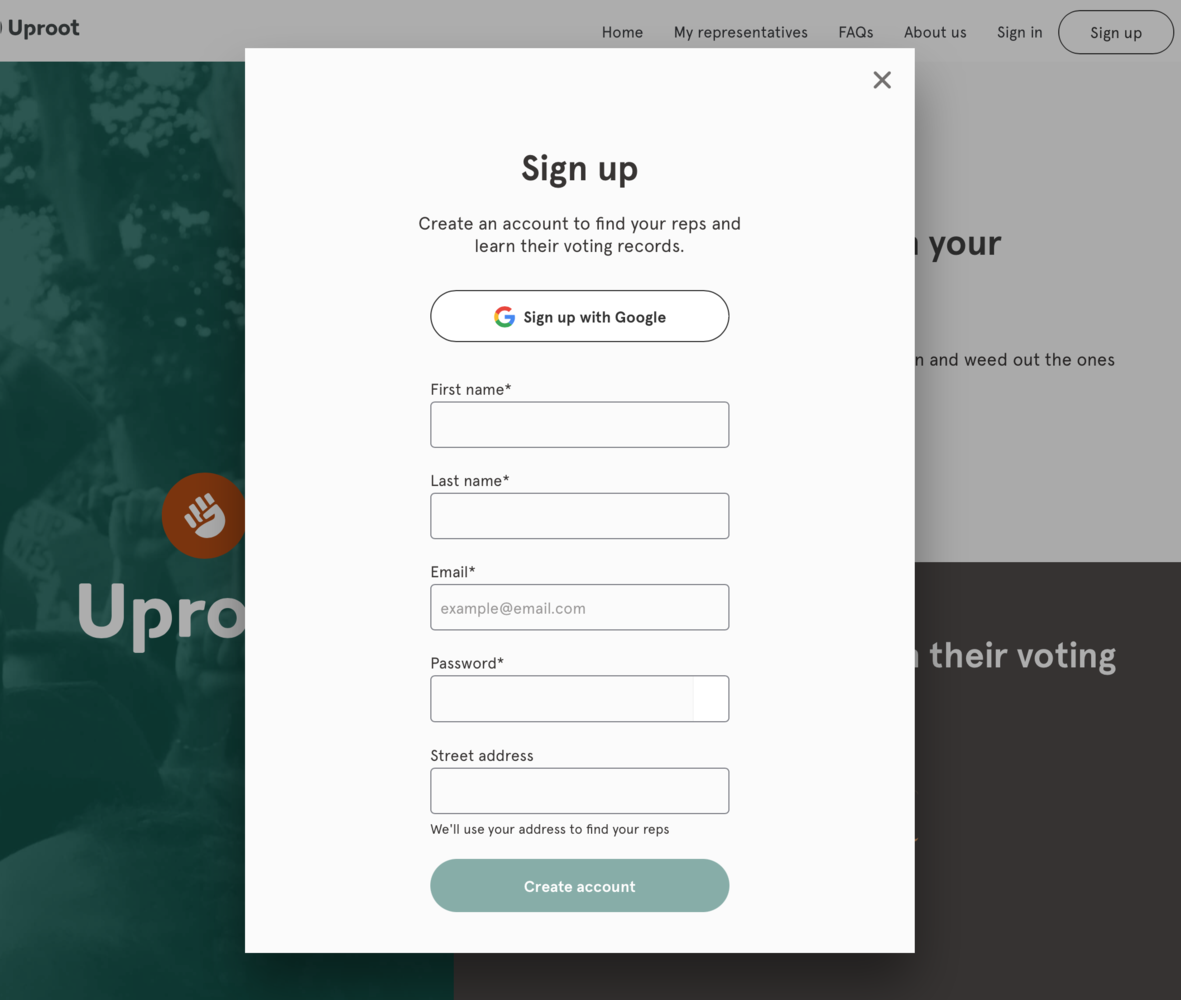 Uproot
Home My representatives FAQs About us Sign in Sign up
Sign up
Create an account to find your reps and
learn their voting records.
Sign up with Google
First name*
Last name*
Email*
example@email.com
Password*
Street address
We'll use your address to find your reps
Create account
your
and weed out the ones
Upro
their voting